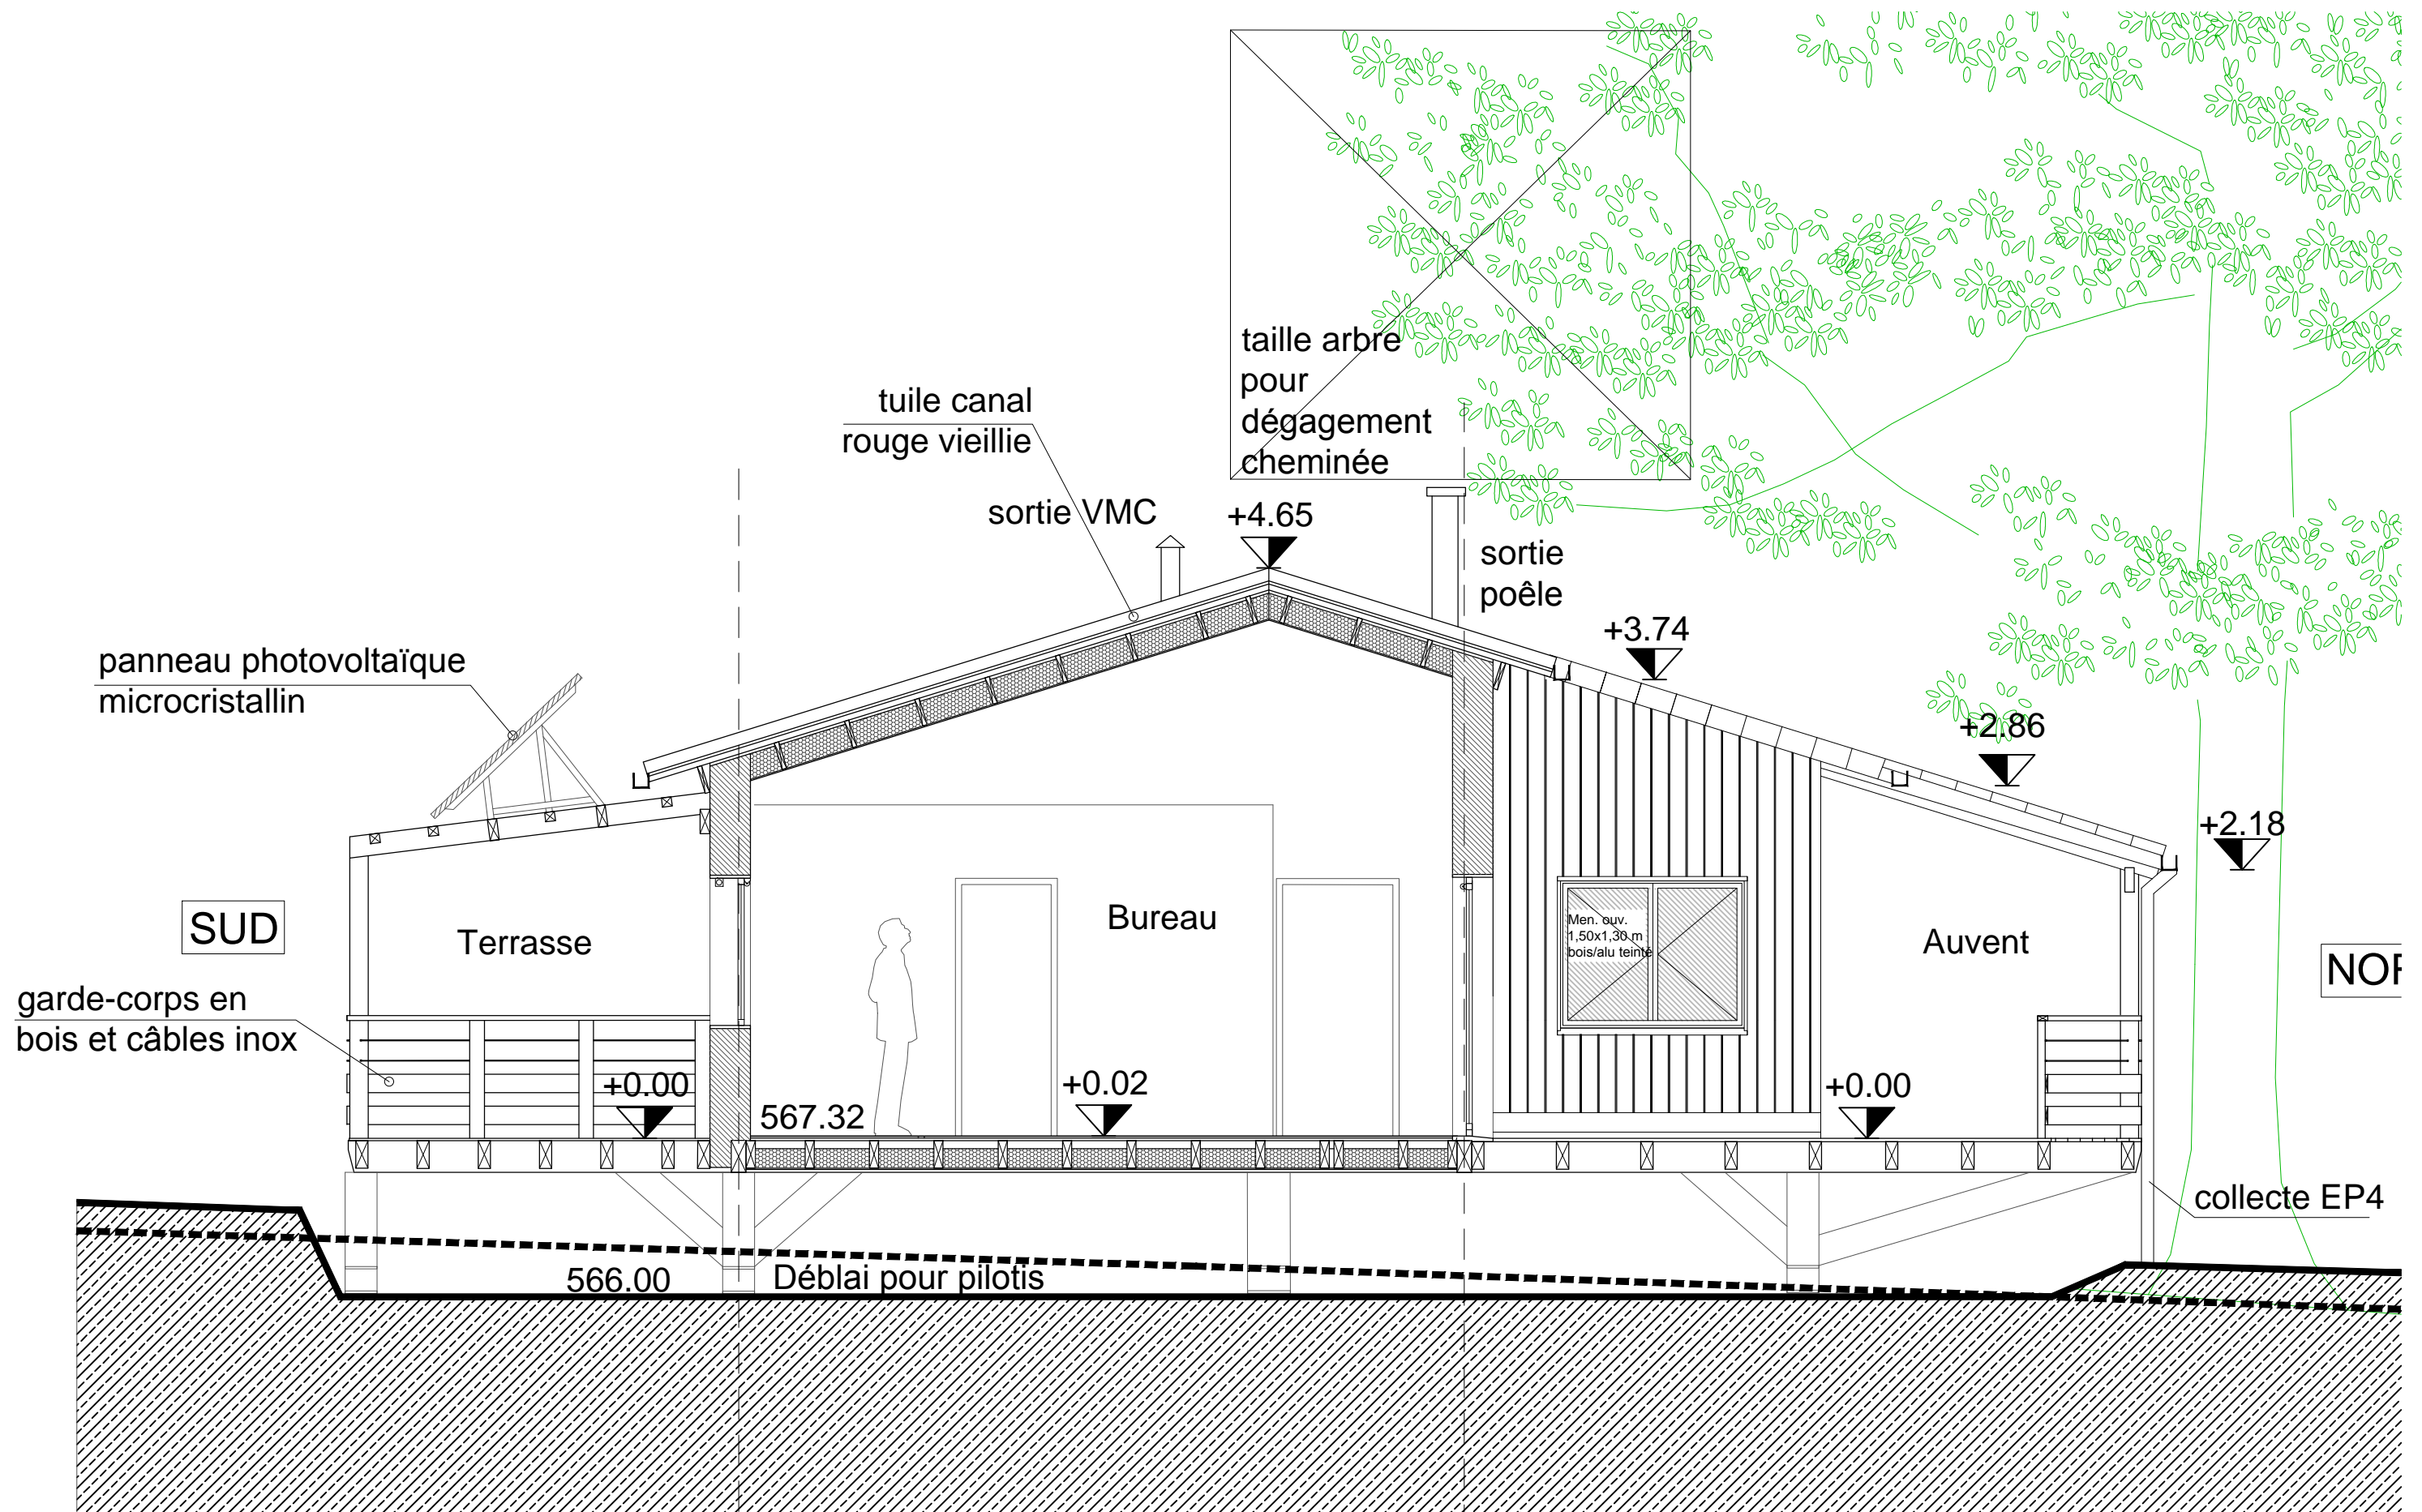 taille arbre
pour
dégagement
cheminée
tuile canal
rouge vieillie
sortie VMC
+4.65
sortie
poêle
+3.74
panneau photovoltaïque
microcristallin
+2.86
+2.18
SUD
Terrasse
Bureau
Men. ouv.
1,50x1,30 m
bois/alu teinté
Auvent
NOR
garde-corps en
bois et câbles inox
+0.00
567.32
+0.02
+0.00
collecte EP4
566.00
Déblai pour pilotis